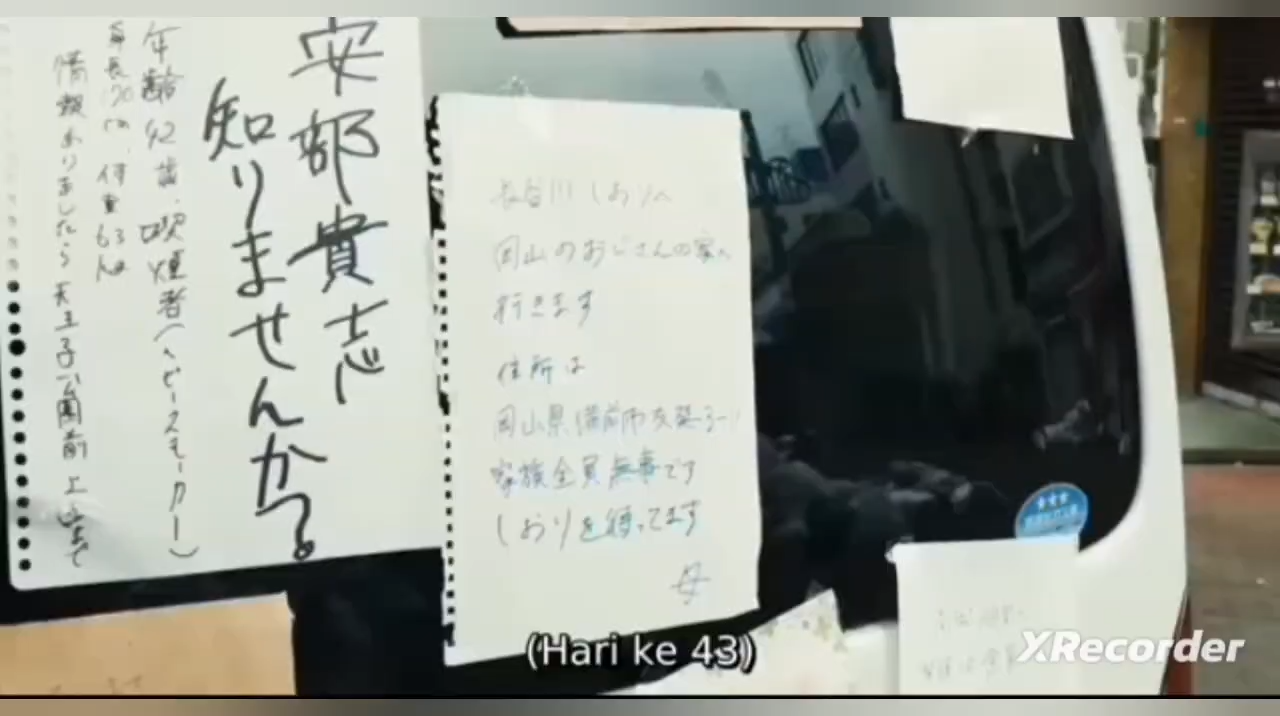 安部貴志
知りませんか？
年齢42歳、喫煙者(ヘビースモーカー)
身長170cm、体重63kg
情報ありましたら天王子公園前上山まで
長谷川しおりへ
岡山のおじさんの家へ
行きます
住所は
岡山県備前市友延
家族全員無事です
しおりを待ってます
母
(Hari ke 43)
XRecorder